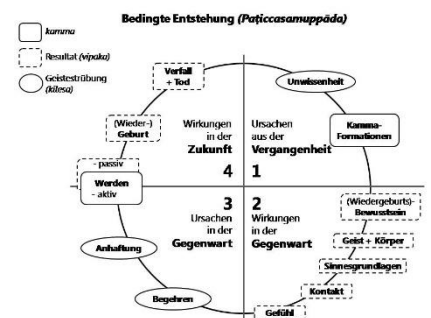 Bedingte Entstehung (Paṭiccasamuppāda)
kamma
Resultat (vipaka)
Geistestrübung
(kilesa)
Verfall
+ Tod
Unwissenheit
(Wieder-)
Geburt
Wirkungen
in der
Zukunft
4
Ursachen
aus der
Vergangenheit
1
Kamma-
Formationen
- passiv
Werden
- aktiv
3
Ursachen
in der
Gegenwart
2
Wirkungen
in der
Gegenwart
(Wiedergeburts)-
Bewusstsein
Geist + Körper
Sinnesgrundlagen
Kontakt
Gefühl
Anhaftung
Begehren